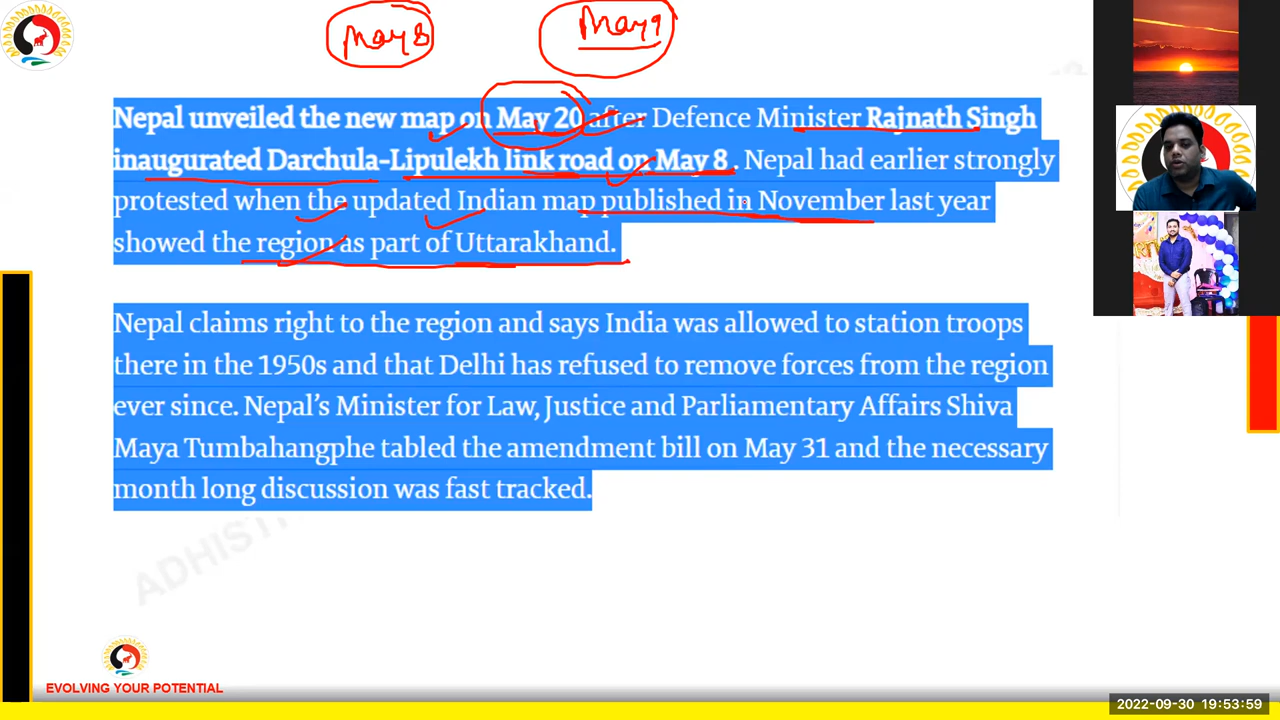 May 8
May 9
Nepal unveiled the new map on May 20 after Defence Minister Rajnath Singh
inaugurated Darchula-Lipulekh link road on May 8 . Nepal had earlier strongly
protested when the updated Indian map published in November last year
showed the region as part of Uttarakhand.
Nepal claims right to the region and says India was allowed to station troops
there in the 1950s and that Delhi has refused to remove forces from the region
ever since. Nepal’s Minister for Law, Justice and Parliamentary Affairs Shiva
Maya Tumbahangphe tabled the amendment bill on May 31 and the necessary
month long discussion was fast tracked.
ADHIST
EVOLVING YOUR POTENTIAL
2022-09-30 19:53:59